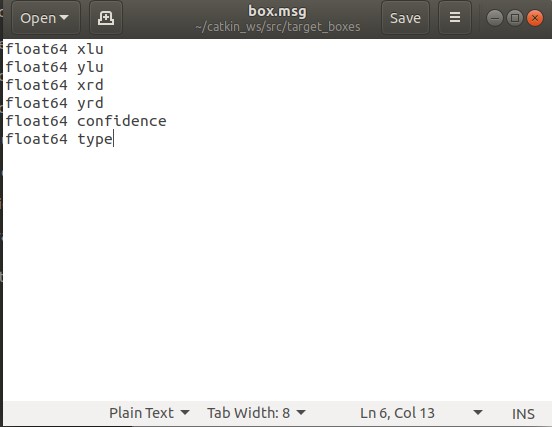 Open
box.msg
~/catkin_ws/src/target_boxes
Save
float64 xlu
float64 ylu
float64 xrd
float64 yrd
float64 confidence
float64 type
Plain Text
Tab Width: 8
Ln 6, Col 13
INS